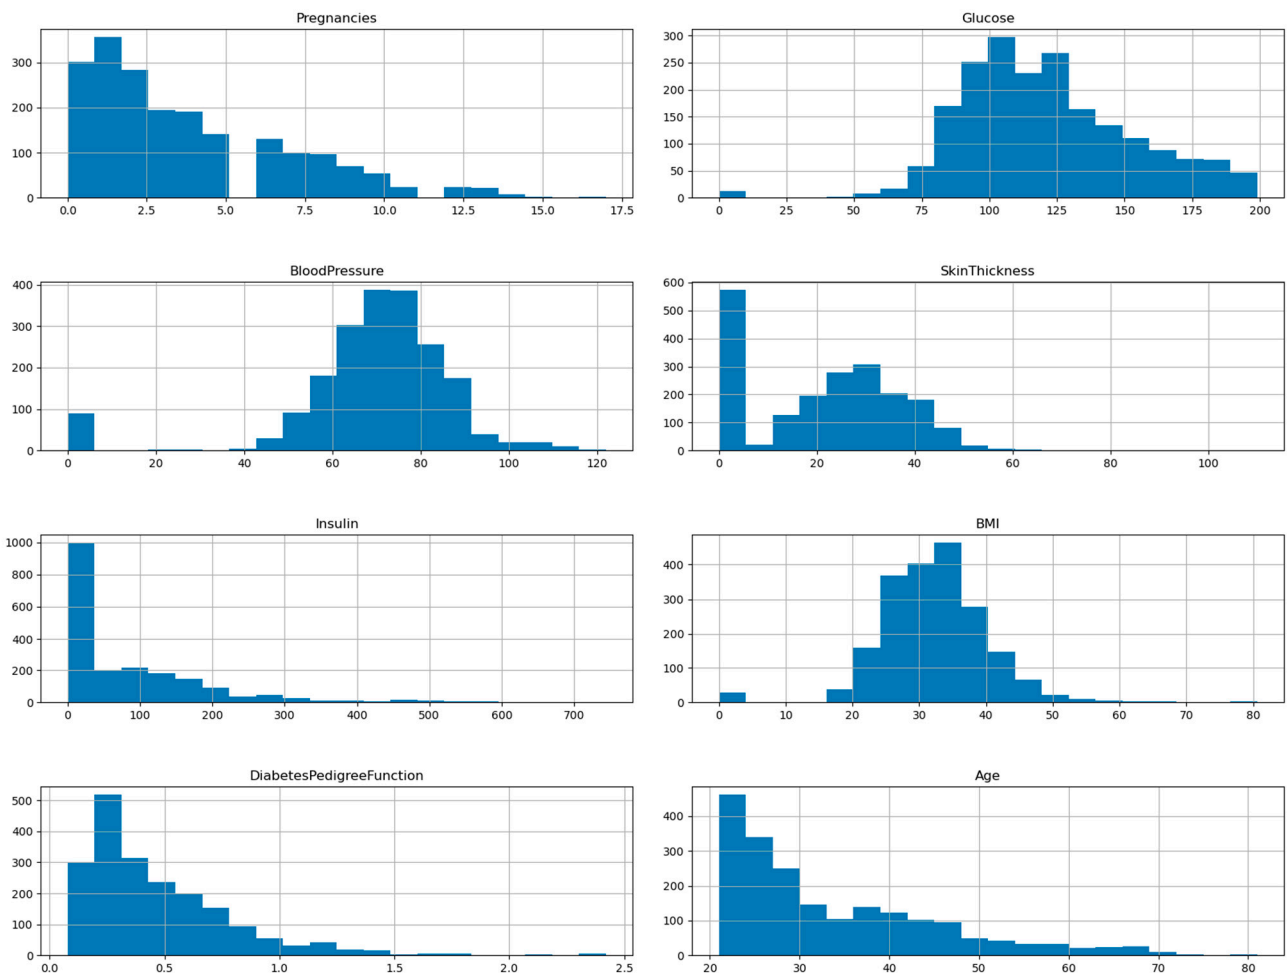 Pregnancies
300
200
100
0
0.0 2.5 5.0 7.5 10.0 12.5 15.0 17.5
Glucose
300
250
200
150
100
50
0
0 25 50 75 100 125 150 175 200
BloodPressure
400
300
200
100
0
0 20 40 60 80 100 120
SkinThickness
600
500
400
300
200
100
0
0 20 40 60 80 100
Insulin
1000
800
600
400
200
0
0 100 200 300 400 500 600 700
BMI
400
300
200
100
0
0 10 20 30 40 50 60 70 80
DiabetesPedigreeFunction
500
400
300
200
100
0
0.0 0.5 1.0 1.5 2.0 2.5
Age
400
300
200
100
0
20 30 40 50 60 70 80